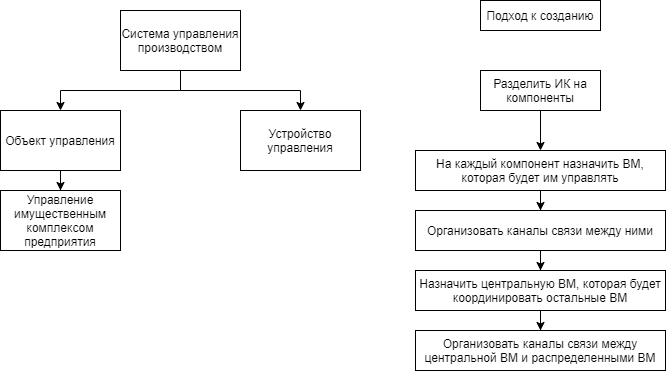 Система управления
производством
Объект управления
Устройство
управления
Управление
имущественным
комплексом
предприятия
Подход к созданию
Разделить ИК на
компоненты
На каждый компонент назначить ВМ,
которая будет им управлять
Организовать каналы связи между ними
Назначить центральную ВМ, которая будет
координировать остальные ВМ
Организовать каналы связи между
центральной ВМ и распределенными ВМ